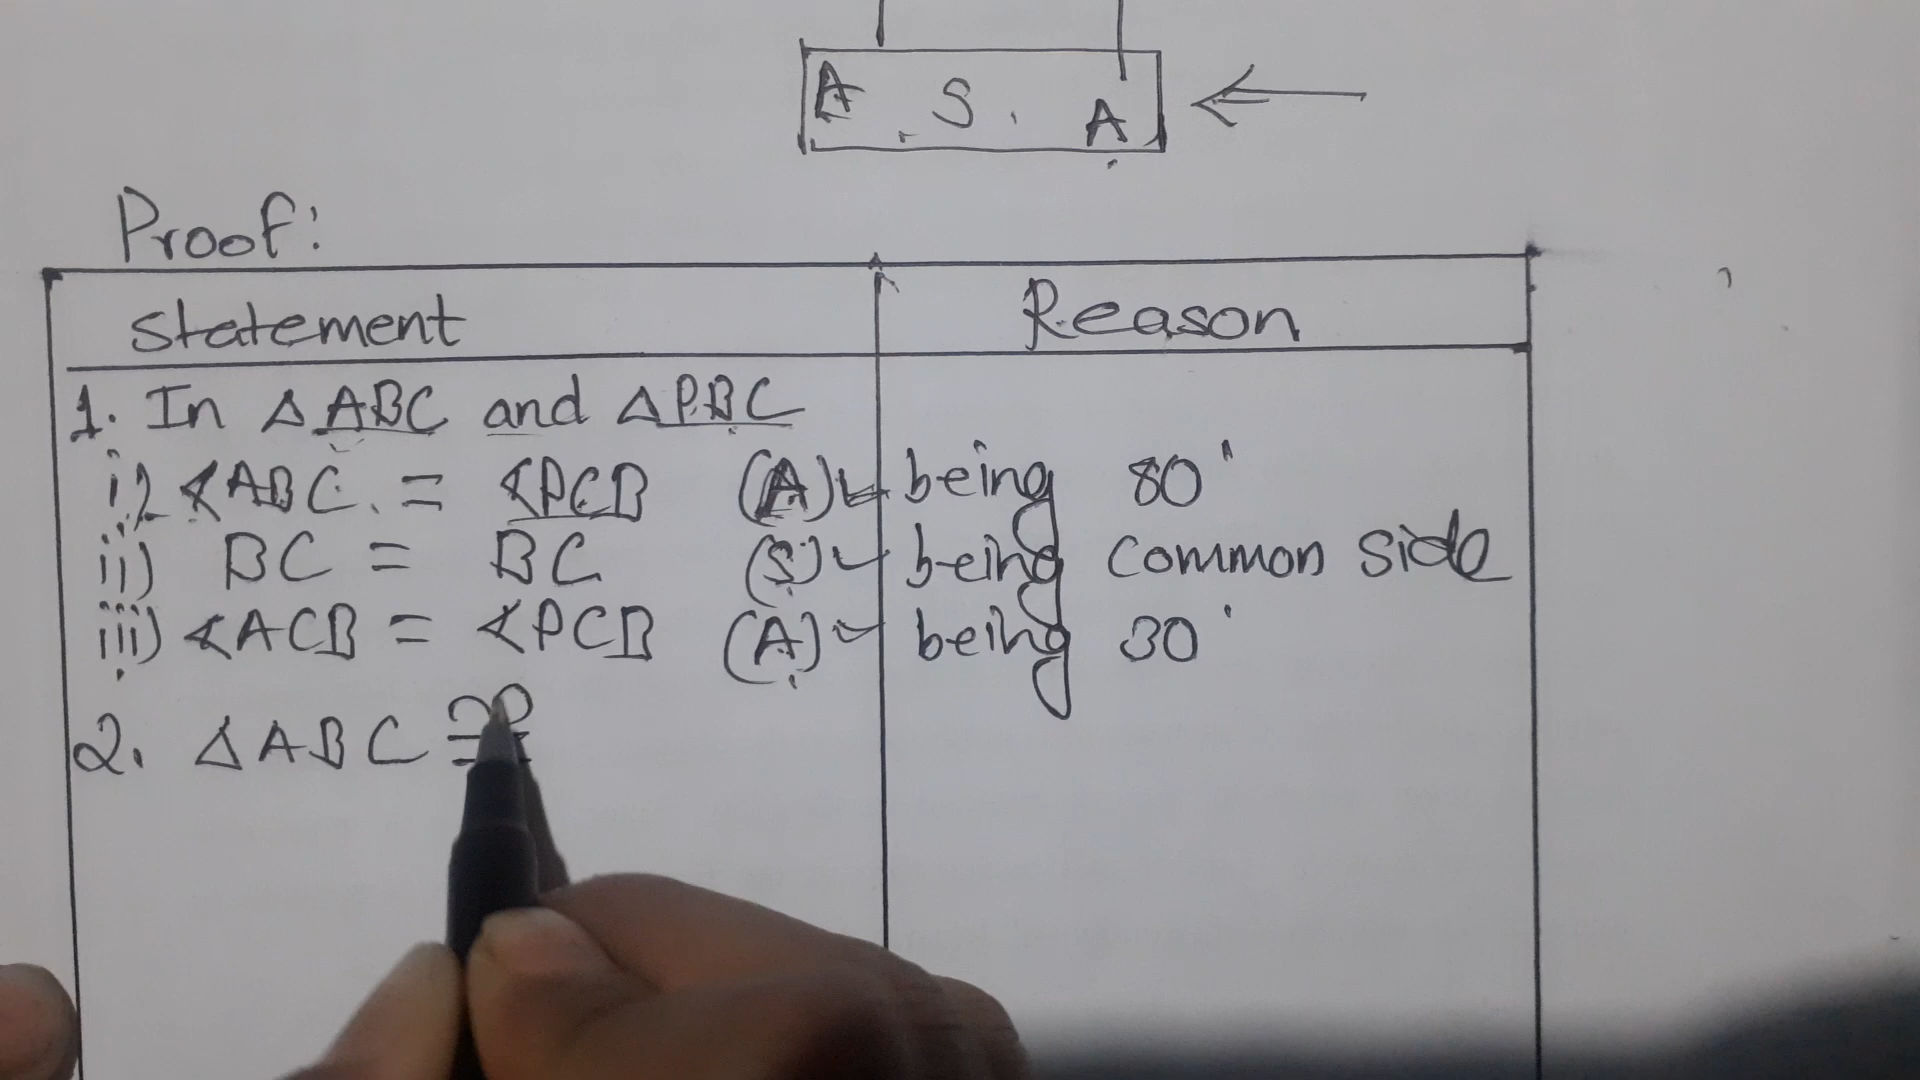 A. S. A
Proof:
Statement Reason
1. In △ABC and △PBC
i) ∢ABC = ∢PCB (A) being 80°
ii) BC = BC (S) being common side
iii) ∢ACB = ∢PCB (A) being 30°
2. △ABC ≅